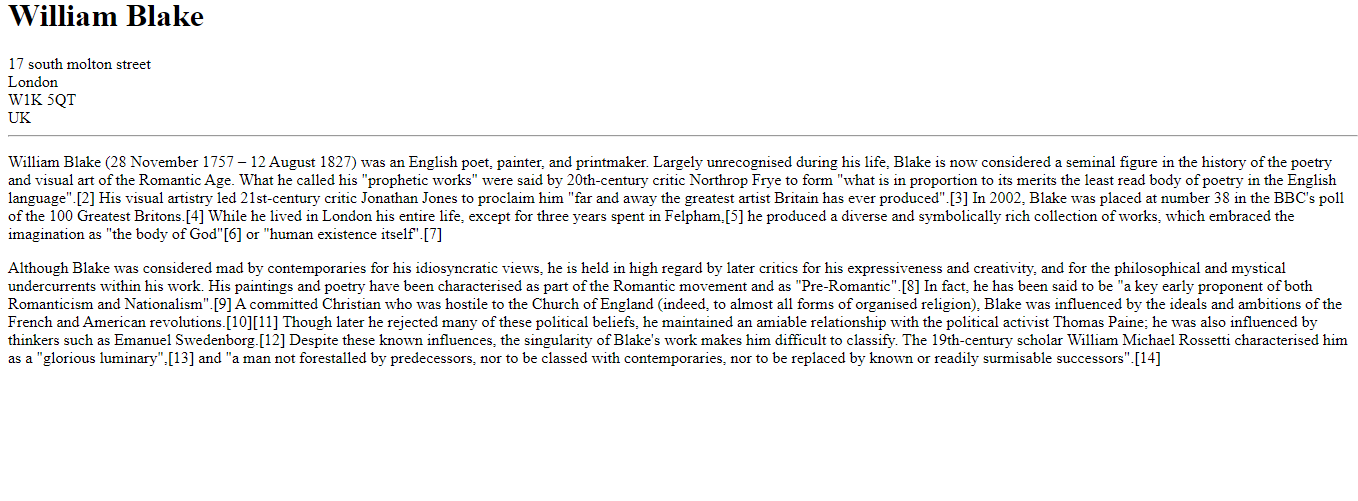 William Blake
17 south molton street
London
W1K 5QT
UK
William Blake (28 November 1757 – 12 August 1827) was an English poet, painter, and printmaker. Largely unrecognised during his life, Blake is now considered a seminal figure in the history of the poetry
and visual art of the Romantic Age. What he called his "prophetic works" were said by 20th-century critic Northrop Frye to form "what is in proportion to its merits the least read body of poetry in the English
language".[2] His visual artistry led 21st-century critic Jonathan Jones to proclaim him "far and away the greatest artist Britain has ever produced".[3] In 2002, Blake was placed at number 38 in the BBC's poll
of the 100 Greatest Britons.[4] While he lived in London his entire life, except for three years spent in Felpham,[5] he produced a diverse and symbolically rich collection of works, which embraced the
imagination as "the body of God"[6] or "human existence itself".[7]
Although Blake was considered mad by contemporaries for his idiosyncratic views, he is held in high regard by later critics for his expressiveness and creativity, and for the philosophical and mystical
undercurrents within his work. His paintings and poetry have been characterised as part of the Romantic movement and as "Pre-Romantic".[8] In fact, he has been said to be "a key early proponent of both
Romanticism and Nationalism".[9] A committed Christian who was hostile to the Church of England (indeed, to almost all forms of organised religion), Blake was influenced by the ideals and ambitions of the
French and American revolutions.[10][11] Though later he rejected many of these political beliefs, he maintained an amiable relationship with the political activist Thomas Paine; he was also influenced by
thinkers such as Emanuel Swedenborg.[12] Despite these known influences, the singularity of Blake's work makes him difficult to classify. The 19th-century scholar William Michael Rossetti characterised him
as a "glorious luminary",[13] and "a man not forestalled by predecessors, nor to be classed with contemporaries, nor to be replaced by known or readily surmisable successors".[14]